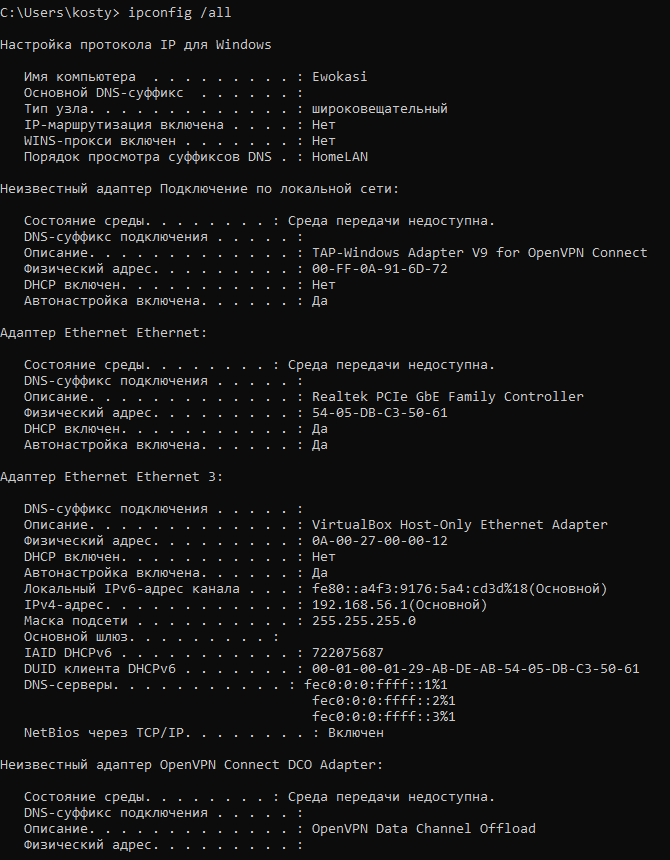 C:\Users\kosty> ipconfig /all
Настройка протокола IP для Windows
Имя компьютера  . . . . . . . . . : Ewokasi
Основной DNS-суффикс  . . . . . . :
Тип узла. . . . . . . . . . . . . : широковещательный
IP-маршрутизация включена . . . . : Нет
WINS-прокси включен . . . . . . . : Нет
Порядок просмотра суффиксов DNS . : HomeLAN
Неизвестный адаптер Подключение по локальной сети:
Состояние среды. . . . . . . . : Среда передачи недоступна.
DNS-суффикс подключения . . . . . :
Описание. . . . . . . . . . . . . : TAP-Windows Adapter V9 for OpenVPN Connect
Физический адрес. . . . . . . . . : 00-FF-0A-91-6D-72
DHCP включен. . . . . . . . . . . : Нет
Автонастройка включена. . . . . . : Да
Адаптер Ethernet Ethernet:
Состояние среды. . . . . . . . : Среда передачи недоступна.
DNS-суффикс подключения . . . . . :
Описание. . . . . . . . . . . . . : Realtek PCIe GbE Family Controller
Физический адрес. . . . . . . . . : 54-05-DB-C3-50-61
DHCP включен. . . . . . . . . . . : Да
Автонастройка включена. . . . . . : Да
Адаптер Ethernet Ethernet 3:
DNS-суффикс подключения . . . . . :
Описание. . . . . . . . . . . . . : VirtualBox Host-Only Ethernet Adapter
Физический адрес. . . . . . . . . : 0A-00-27-00-00-12
DHCP включен. . . . . . . . . . . : Нет
Автонастройка включена. . . . . . : Да
Локальный IPv6-адрес канала . . . : fe80::a4f3:9176:5a4:cd3d%18(Основной)
IPv4-адрес. . . . . . . . . . . . : 192.168.56.1(Основной)
Маска подсети . . . . . . . . . . : 255.255.255.0
Основной шлюз. . . . . . . . . :
IAID DHCPv6 . . . . . . . . . . . : 722075687
DUID клиента DHCPv6 . . . . . . . : 00-01-00-01-29-AB-DE-AB-54-05-DB-C3-50-61
DNS-серверы. . . . . . . . . . . : fec0:0:0:ffff::1%1
fec0:0:0:ffff::2%1
fec0:0:0:ffff::3%1
NetBios через TCP/IP. . . . . . . . : Включен
Неизвестный адаптер OpenVPN Connect DCO Adapter:
Состояние среды. . . . . . . . : Среда передачи недоступна.
DNS-суффикс подключения . . . . . :
Описание. . . . . . . . . . . . . : OpenVPN Data Channel Offload
Физический адрес. . . . . . . . . :